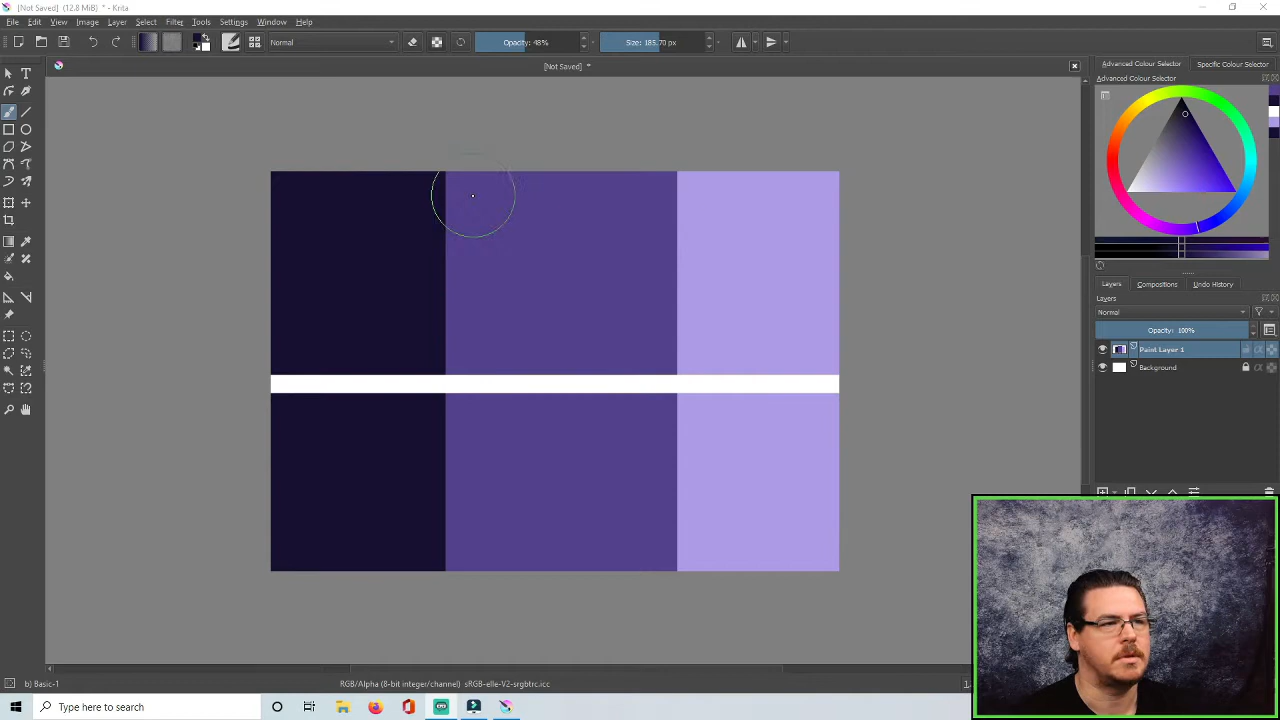 [Not Saved] (12.8 MiB) * - Krita
File Edit View Image Layer Select Filter Tools Settings Window Help
Normal Opacity: 48% Size: 185.70 px
[Not Saved] *
Advanced Colour Selector Specific Colour Selector
Advanced Colour Selector
Layers Compositions Undo History
Layers
Normal
Opacity: 100%
Paint Layer 1
Background
b) Basic-1 RGB/Alpha (8-bit integer/channel) sRGB-elle-V2-srgbtrc.icc
Type here to search